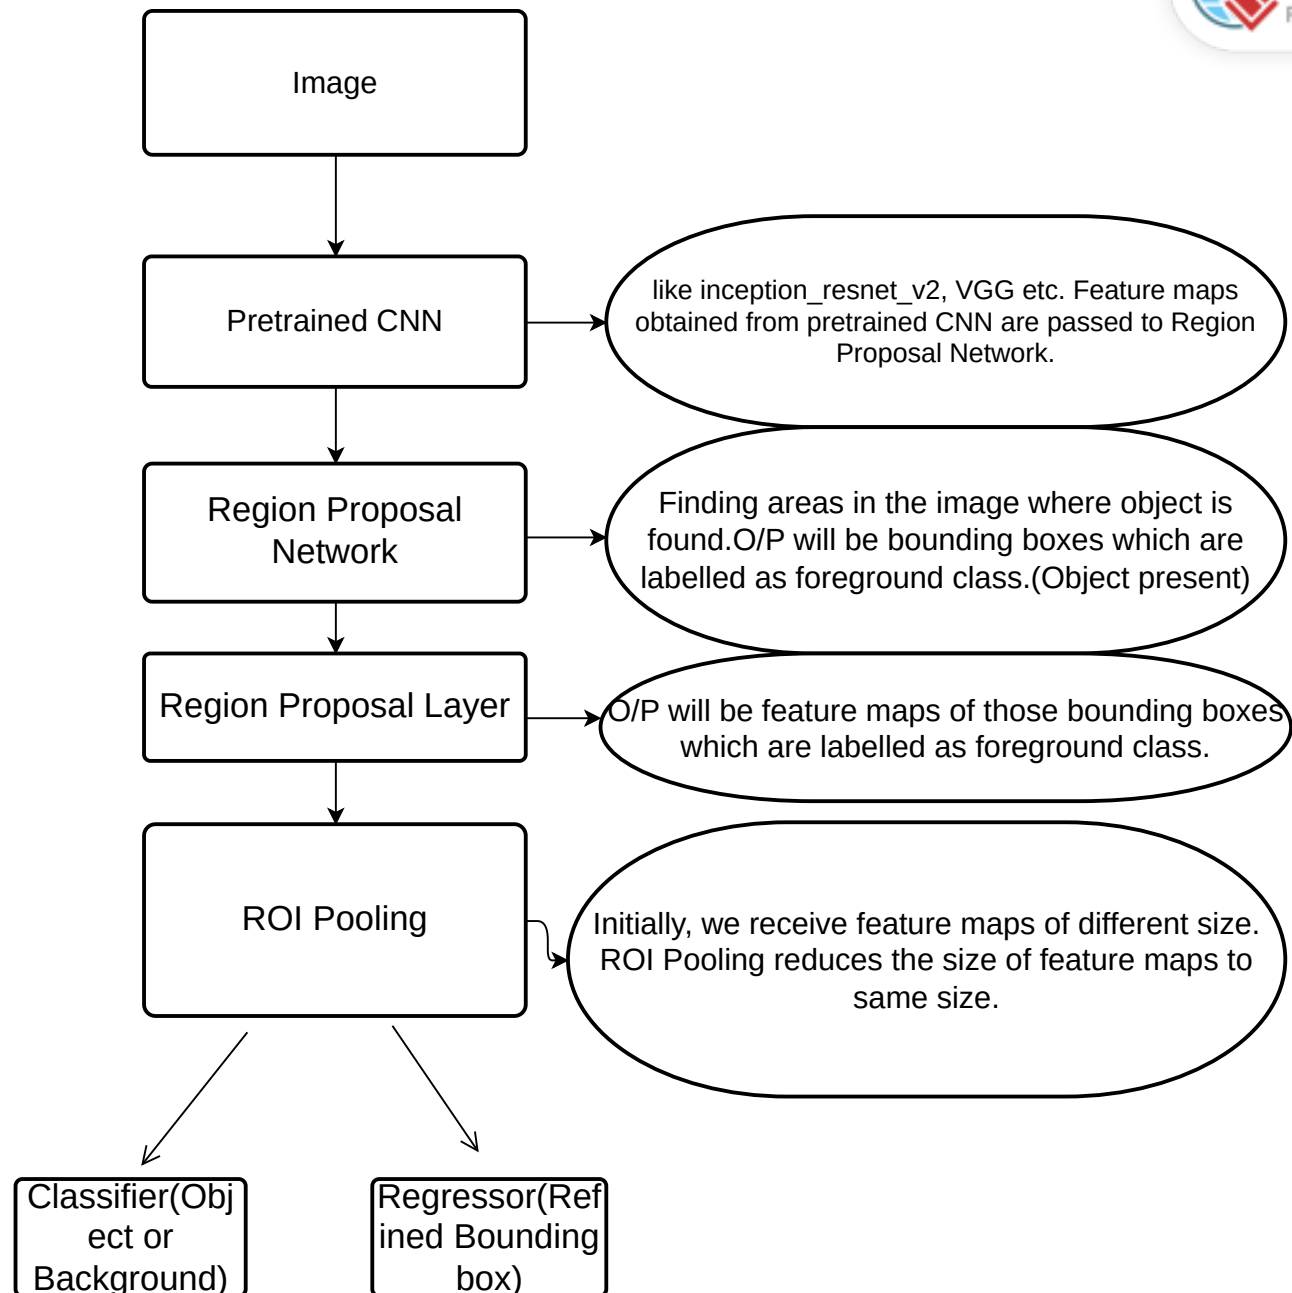 Image
Pretrained CNN
like inception_resnet_v2, VGG etc. Feature maps
obtained from pretrained CNN are passed to Region
Proposal Network.
Region Proposal
Network
Finding areas in the image where object is
found.O/P will be bounding boxes which are
labelled as foreground class.(Object present)
Region Proposal Layer
O/P will be feature maps of those bounding boxes
which are labelled as foreground class.
ROI Pooling
Initially, we receive feature maps of different size.
ROI Pooling reduces the size of feature maps to
same size.
Classifier(Obj
ect or
Background)
Regressor(Ref
ined Bounding
box)